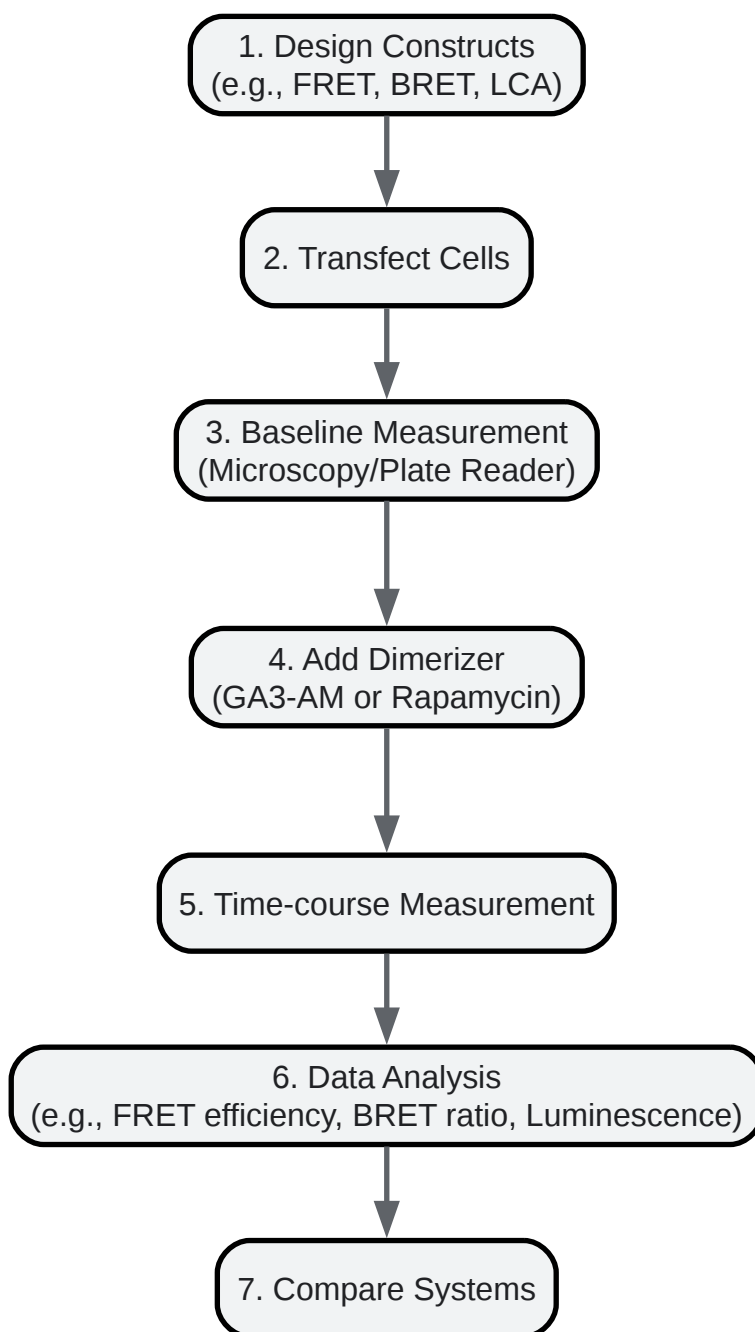 1. Design Constructs
(e.g., FRET, BRET, LCA)
2. Transfect Cells
3. Baseline Measurement
(Microscopy/Plate Reader)
4. Add Dimerizer
(GA3-AM or Rapamycin)
5. Time-course Measurement
6. Data Analysis
(e.g., FRET efficiency, BRET ratio, Luminescence)
7. Compare Systems